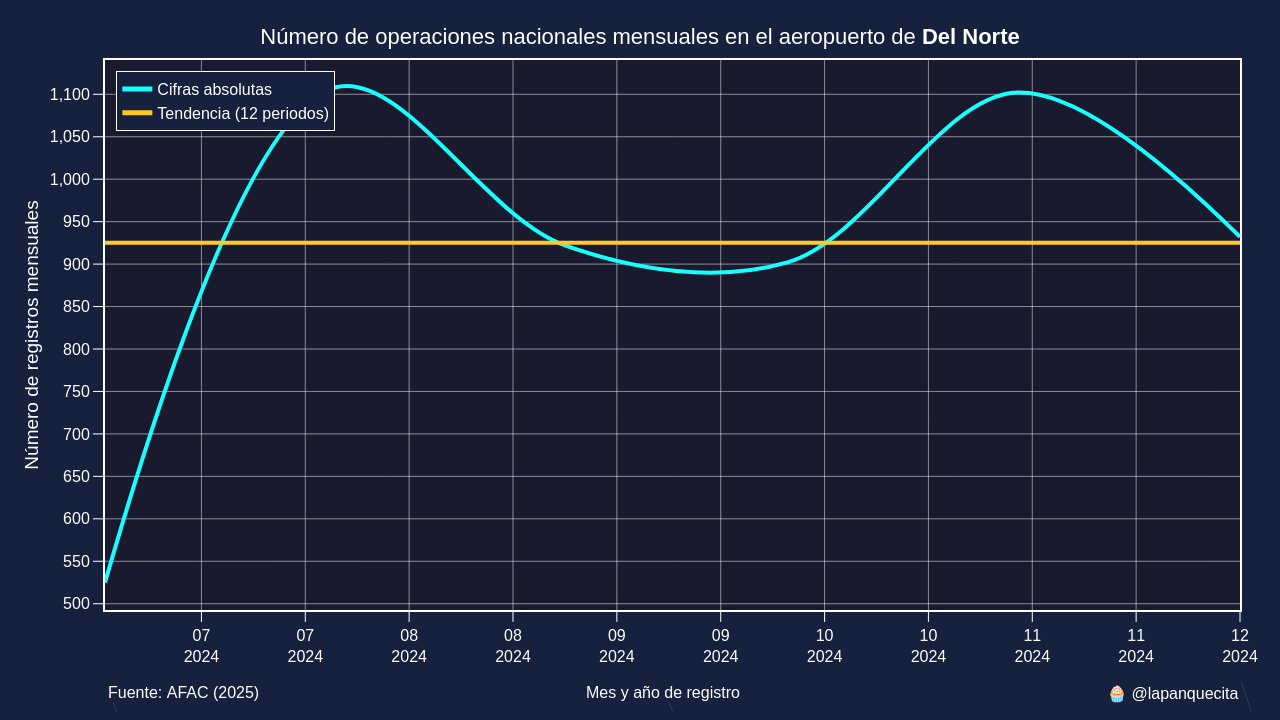 Número de operaciones nacionales mensuales en el aeropuerto de Del Norte
Cifras absolutas
Tendencia (12 periodos)
Número de registros mensuales
1,100
1,050
1,000
950
900
850
800
750
700
650
600
550
500
07 07 08 08 09 09 10 10 11 11 12
2024 2024 2024 2024 2024 2024 2024 2024 2024 2024 2024
Fuente: AFAC (2025) Mes y año de registro 🧁 @lapanquecita